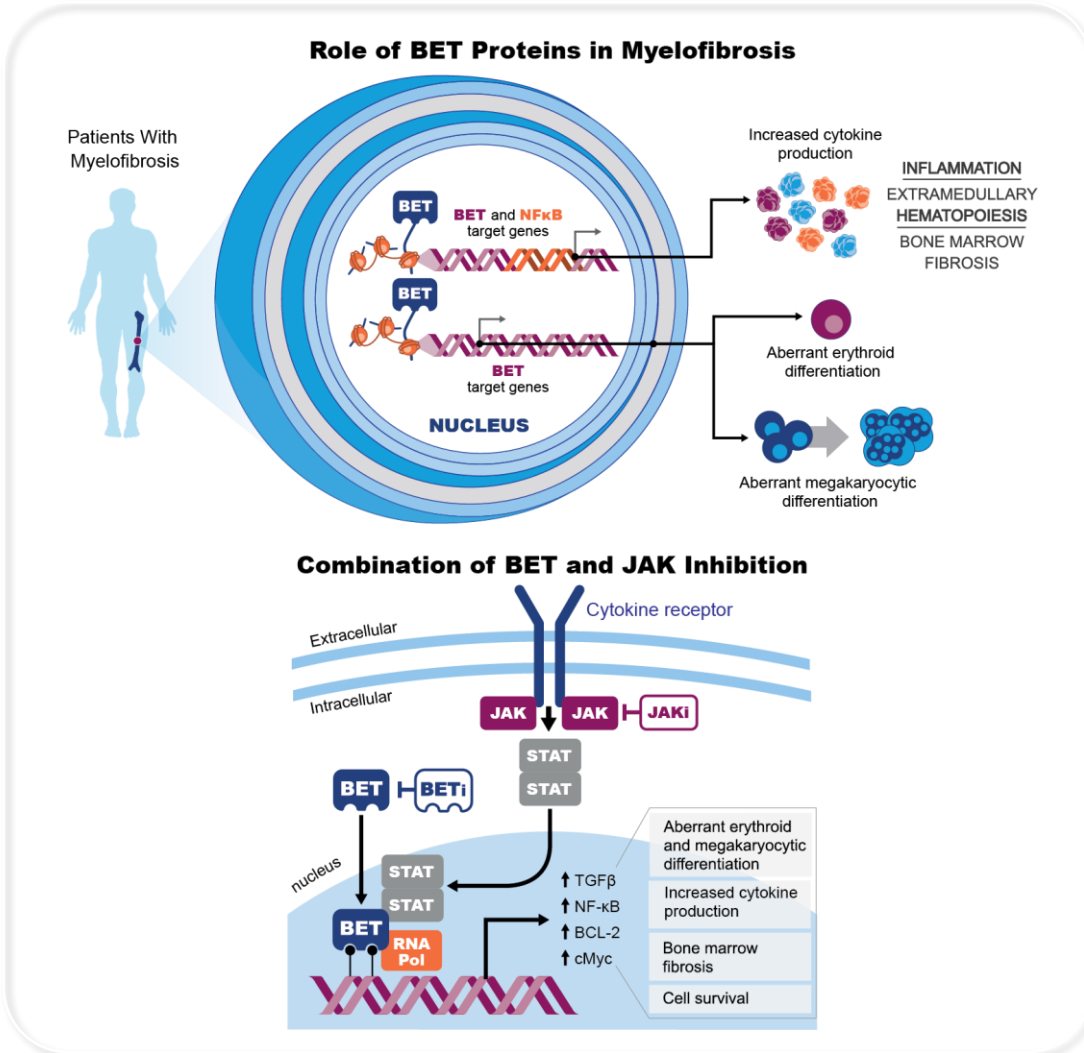 Role of BET Proteins in Myelofibrosis
Patients With
Myelofibrosis
BET
BET and NFκB
target genes
BET
BET
target genes
NUCLEUS
Increased cytokine
production
INFLAMMATION
EXTRAMEDULLARY
HEMATOPOIESIS
BONE MARROW
FIBROSIS
Aberrant erythroid
differentiation
Aberrant megakaryocytic
differentiation
Combination of BET and JAK Inhibition
Cytokine receptor
Extracellular
Intracellular
JAK
JAK
JAKi
STAT
STAT
BET
BETi
nucleus
STAT
STAT
BET
RNA
Pol
TGFβ
NF-κB
BCL-2
cMyc
Aberrant erythroid
and megakaryocytic
differentiation
Increased cytokine
production
Bone marrow
fibrosis
Cell survival